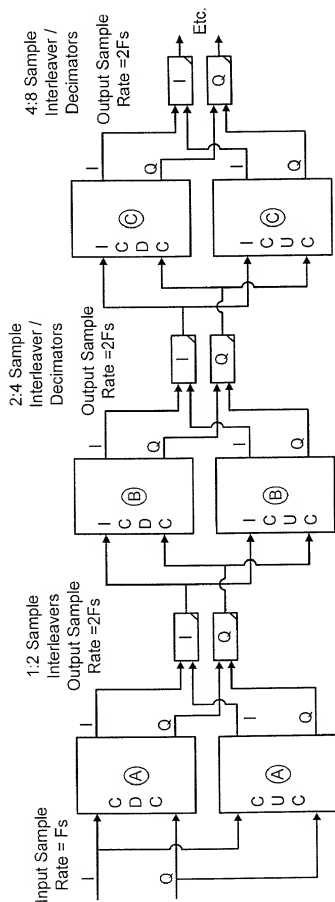 Input Sample
Rate = Fs
I
Q
C
D
C
A
C
U
C
A
I
Q
I
Q
1:2 Sample
Interleavers
Output Sample
Rate =2Fs
I
Q
I
C
D
C
B
I
C
U
C
B
I
Q
I
Q
2:4 Sample
Interleaver /
Decimators
Output Sample
Rate =2Fs
I
Q
I
C
D
C
C
I
C
U
C
C
I
Q
I
Q
4:8 Sample
Interleaver /
Decimators
Output Sample
Rate =2Fs
I
Q
Etc.